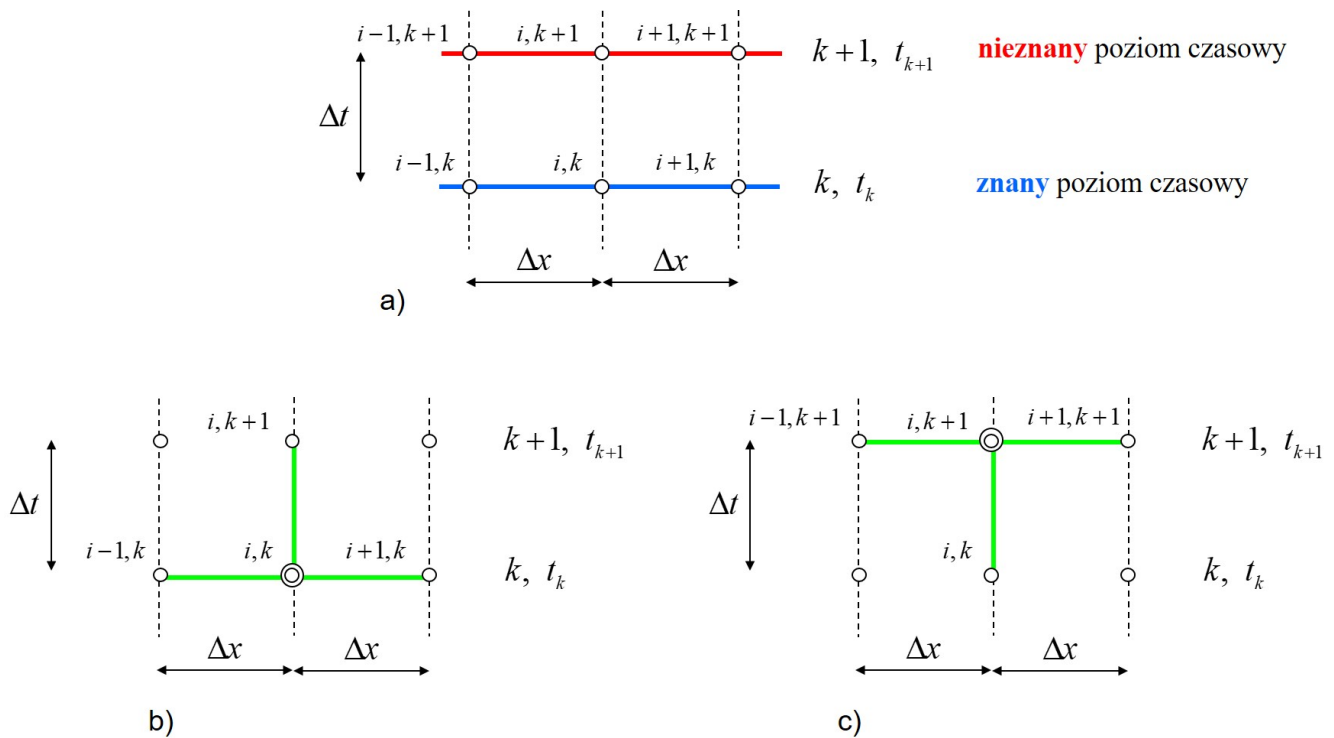 i−1,k+1 i,k+1 i+1,k+1 k+1, t_{k+1} nieznany poziom czasowy
Δt
i−1,k i,k i+1,k k, t_k znany poziom czasowy
Δx Δx
a)
i,k+1 k+1, t_{k+1}
Δt
i−1,k i,k i+1,k k, t_k
Δx Δx
b)
i−1,k+1 i,k+1 i+1,k+1 k+1, t_{k+1}
Δt
i,k k, t_k
Δx Δx
c)